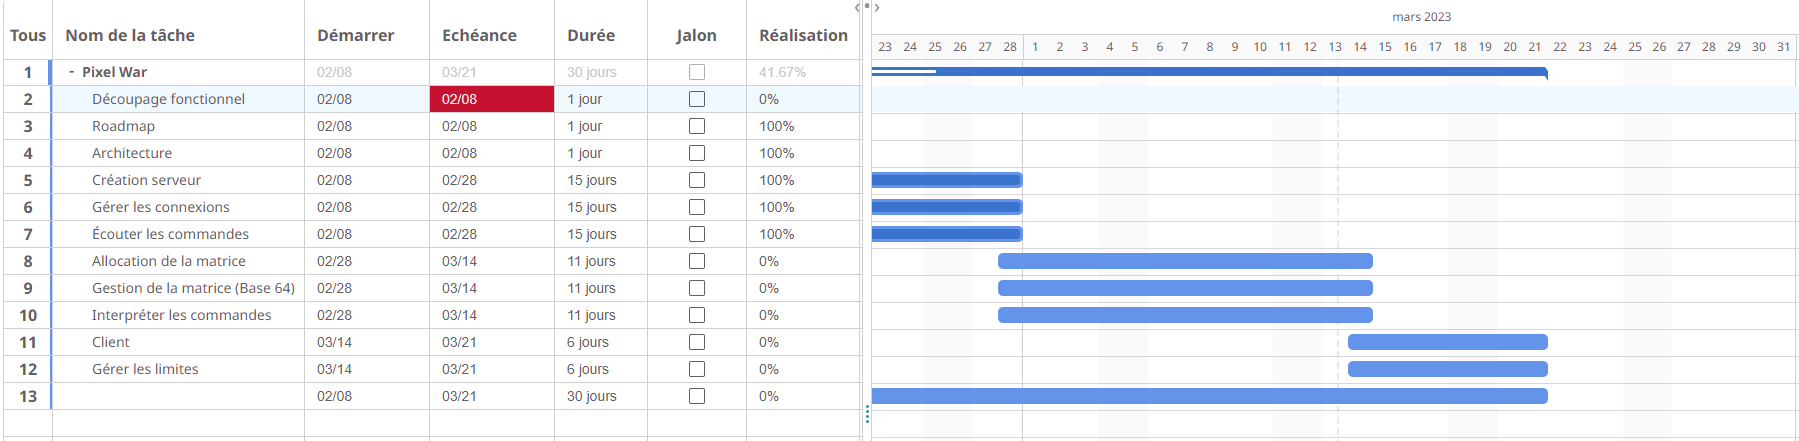 mars 2023
Tous Nom de la tâche Démarrer Echéance Durée Jalon Réalisation
23 24 25 26 27 28 1 2 3 4 5 6 7 8 9 10 11 12 13 14 15 16 17 18 19 20 21 22 23 24 25 26 27 28 29 30 31
1 - Pixel War 02/08 03/21 30 jours 41.67%
2 Découpage fonctionnel 02/08 02/08 1 jour 0%
3 Roadmap 02/08 02/08 1 jour 100%
4 Architecture 02/08 02/08 1 jour 100%
5 Création serveur 02/08 02/28 15 jours 100%
6 Gérer les connexions 02/08 02/28 15 jours 100%
7 Écouter les commandes 02/08 02/28 15 jours 100%
8 Allocation de la matrice 02/28 03/14 11 jours 0%
9 Gestion de la matrice (Base 64) 02/28 03/14 11 jours 0%
10 Interpréter les commandes 02/28 03/14 11 jours 0%
11 Client 03/14 03/21 6 jours 0%
12 Gérer les limites 03/14 03/21 6 jours 0%
13 02/08 03/21 30 jours 0%